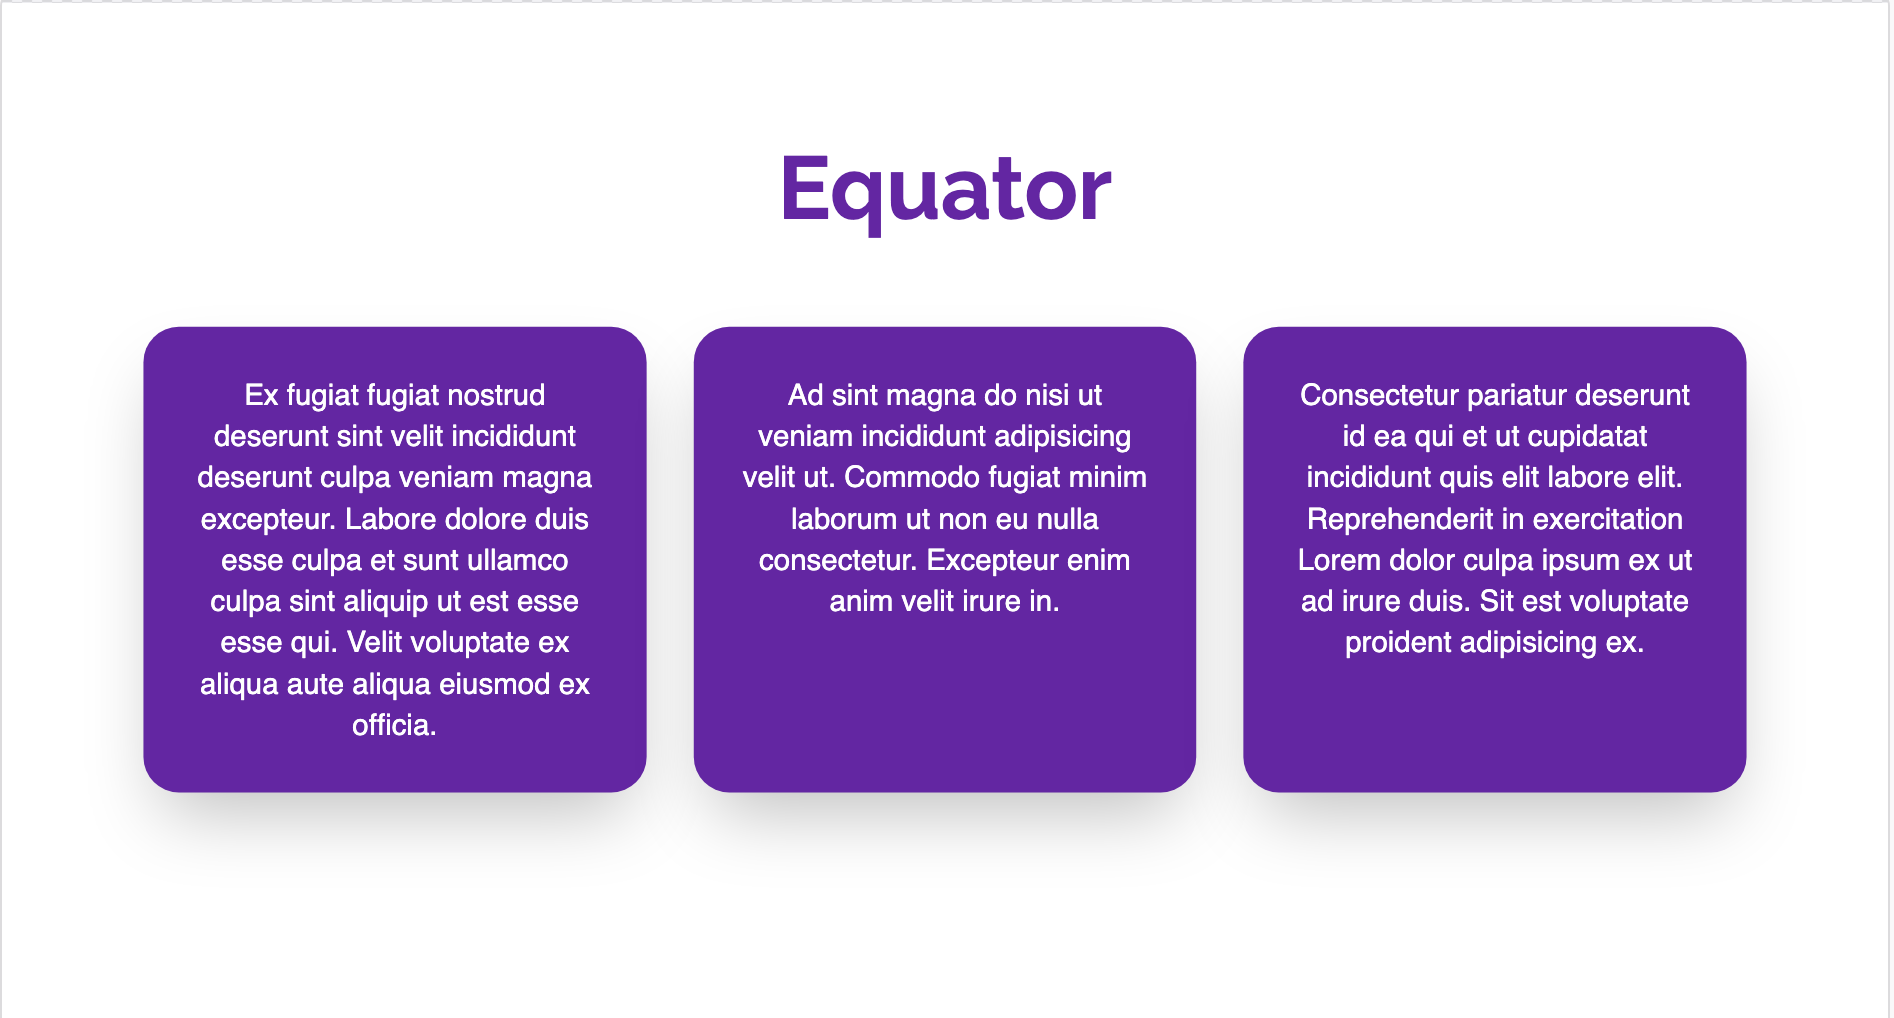 Equator
Ex fugiat fugiat nostrud
deserunt sint velit incididunt
deserunt culpa veniam magna
excepteur. Labore dolore duis
esse culpa et sunt ullamco
culpa sint aliquip ut est esse
esse qui. Velit voluptate ex
aliqua aute aliqua eiusmod ex
officia.
Ad sint magna do nisi ut
veniam incididunt adipisicing
velit ut. Commodo fugiat minim
laborum ut non eu nulla
consectetur. Excepteur enim
anim velit irure in.
Consectetur pariatur deserunt
id ea qui et ut cupidatat
incididunt quis elit labore elit.
Reprehenderit in exercitation
Lorem dolor culpa ipsum ex ut
ad irure duis. Sit est voluptate
proident adipisicing ex.